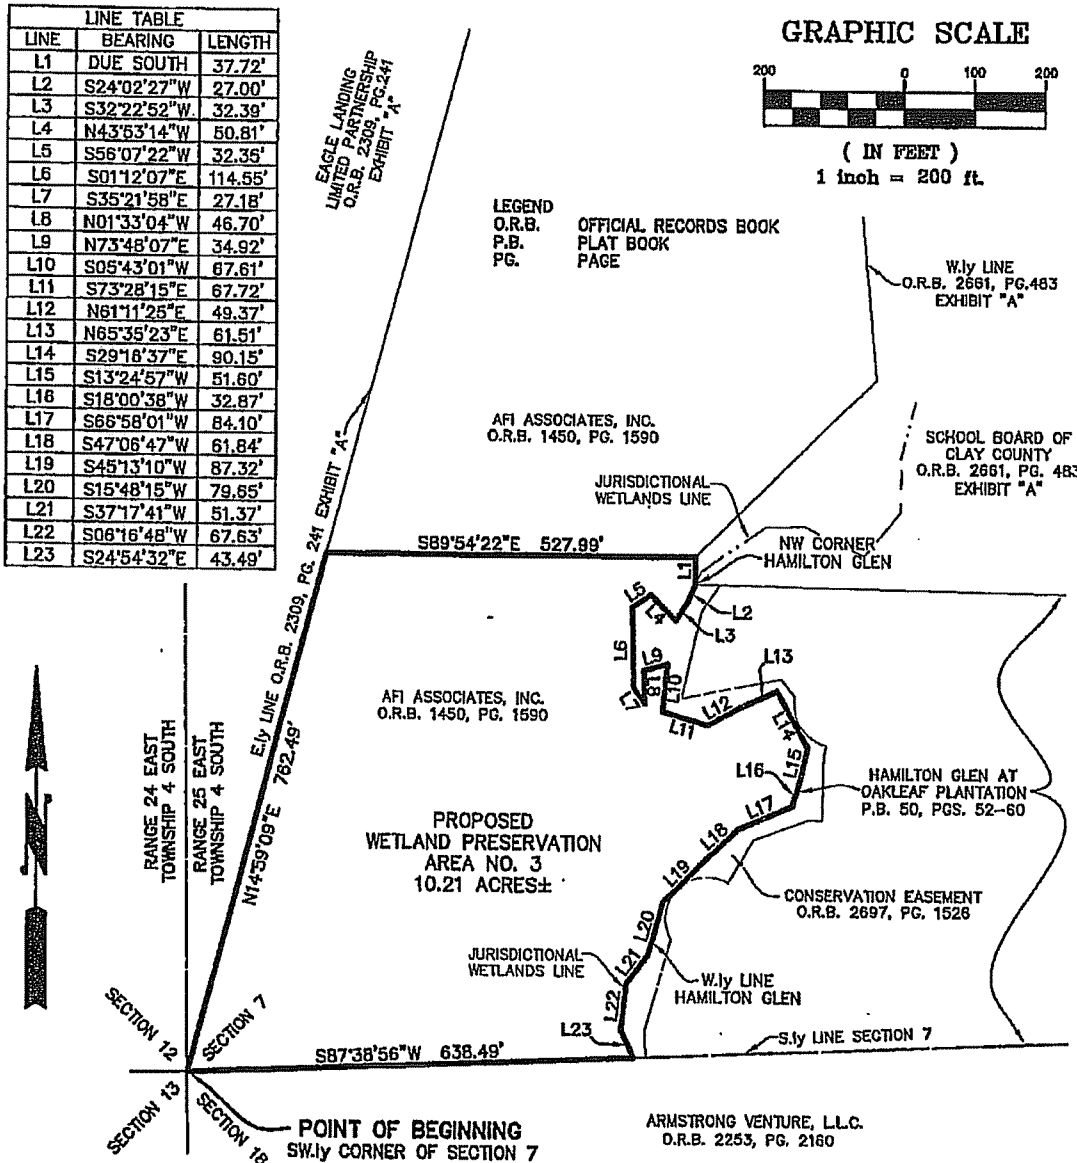 LINE TABLE
LINE BEARING LENGTH
L1 DUE SOUTH 37.72'
L2 S24°02'27"W 27.00'
L3 S32°22'52"W 32.39'
L4 N43°53'14"W 50.81'
L5 S56°07'22"W 32.35'
L6 S01°12'07"E 114.55'
L7 S35°21'58"E 27.18'
L8 N01°33'04"W 46.70'
L9 N73°48'07"E 34.92'
L10 S05°43'01"W 67.61'
L11 S73°28'15"E 67.72'
L12 N61°11'25"E 49.37'
L13 N65°35'23"E 61.51'
L14 S29°18'37"E 90.15'
L15 S13°24'57"W 51.60'
L16 S18°00'38"W 32.87'
L17 S66°58'01"W 84.10'
L18 S47°06'47"W 61.84'
L19 S45°13'10"W 87.32'
L20 S15°48'15"W 79.65'
L21 S37°17'41"W 51.37'
L22 S06°16'48"W 67.63'
L23 S24°54'32"E 43.49'
EAGLE LANDING
LIMITED PARTNERSHIP
O.R.B. 2309, PG.241
EXHIBIT "A"
GRAPHIC SCALE
200 0 100 200
( IN FEET )
1 inch = 200 ft.
LEGEND
O.R.B. OFFICIAL RECORDS BOOK
P.B. PLAT BOOK
PG. PAGE
W.ly LINE
O.R.B. 2661, PG.483
EXHIBIT "A"
AFI ASSOCIATES, INC.
O.R.B. 1450, PG. 1590
SCHOOL BOARD OF
CLAY COUNTY
O.R.B. 2661, PG. 483
EXHIBIT "A"
JURISDICTIONAL
WETLANDS LINE
S89°54'22"E 527.99'
NW CORNER
HAMILTON GLEN
L1
L2
L3
L4
L5
L6
L7
L8
L9
L10
L11
L12
L13
L14
L15
L16
L17
L18
L19
L20
L21
L22
L23
E.ly LINE O.R.B. 2309, PG. 241 EXHIBIT "A"
N14°59'09"E 762.49'
AFI ASSOCIATES, INC.
O.R.B. 1450, PG. 1590
RANGE 24 EAST
TOWNSHIP 4 SOUTH
RANGE 25 EAST
TOWNSHIP 4 SOUTH
N
HAMILTON GLEN AT
OAKLEAF PLANTATION
P.B. 50, PGS. 52-60
PROPOSED
WETLAND PRESERVATION
AREA NO. 3
10.21 ACRES±
CONSERVATION EASEMENT
O.R.B. 2697, PG. 1526
JURISDICTIONAL
WETLANDS LINE
W.ly LINE
HAMILTON GLEN
SECTION 12
SECTION 7
S87°38'56"W 638.49'
S.ly LINE SECTION 7
SECTION 13
SECTION 18
POINT OF BEGINNING
SW.ly CORNER OF SECTION 7
ARMSTRONG VENTURE, L.L.C.
O.R.B. 2253, PG. 2160